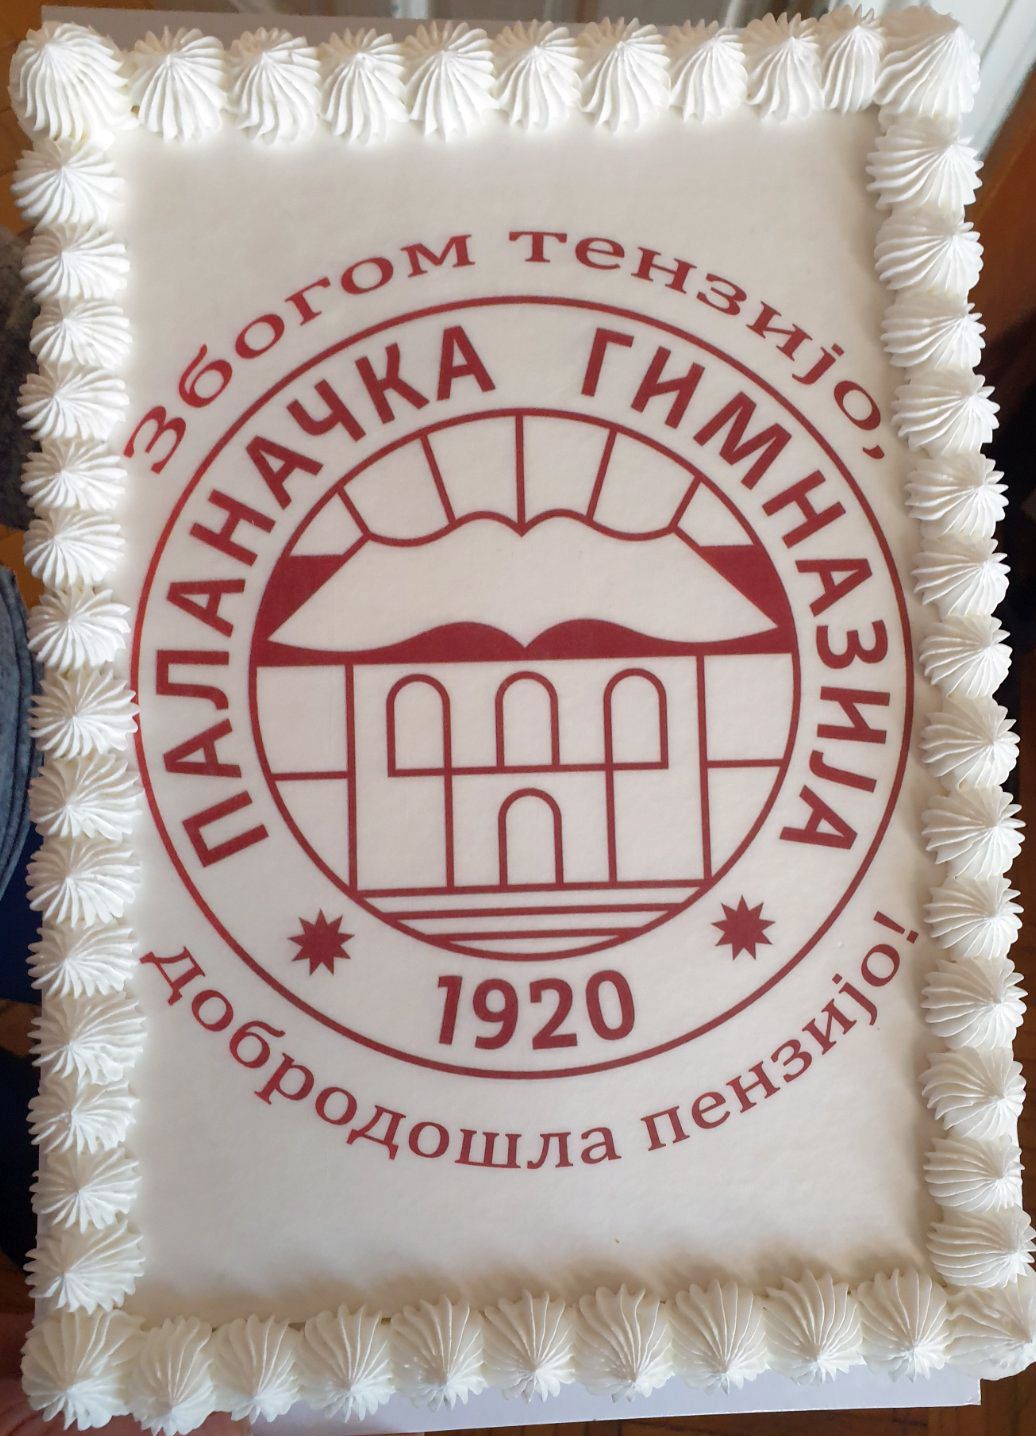 Збогом тензијо,
ПАЛАНАЧКА ГИМНАЗИЈА
1920
добродошла пензијо!